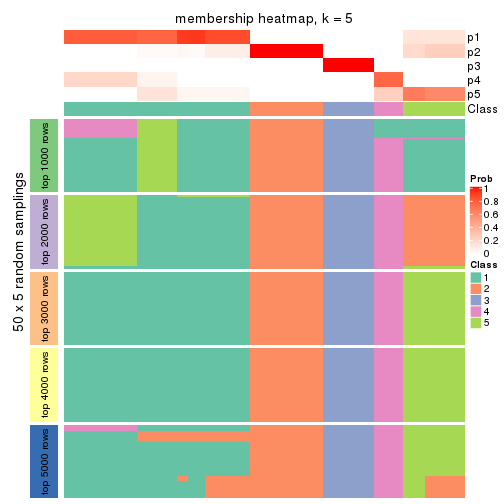 membership heatmap, k = 5
p1
p2
p3
p4
p5
Class
50 x 5 random samplings
top 1000 rows
top 2000 rows
top 3000 rows
top 4000 rows
top 5000 rows
Prob
1
0.8
0.6
0.4
0.2
0
Class
1
2
3
4
5